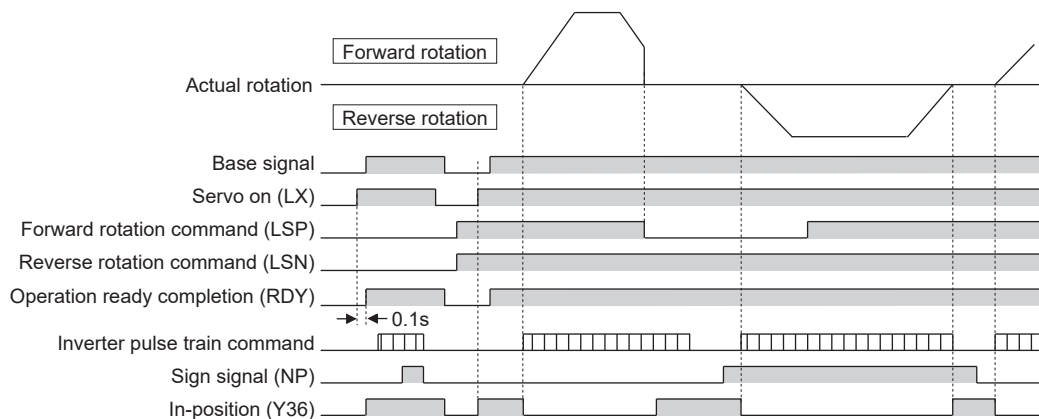 Forward rotation
Actual rotation
Reverse rotation
Base signal
Servo on (LX)
Forward rotation command (LSP)
Reverse rotation command (LSN)
Operation ready completion (RDY)
0.1s
Inverter pulse train command
Sign signal (NP)
In-position (Y36)